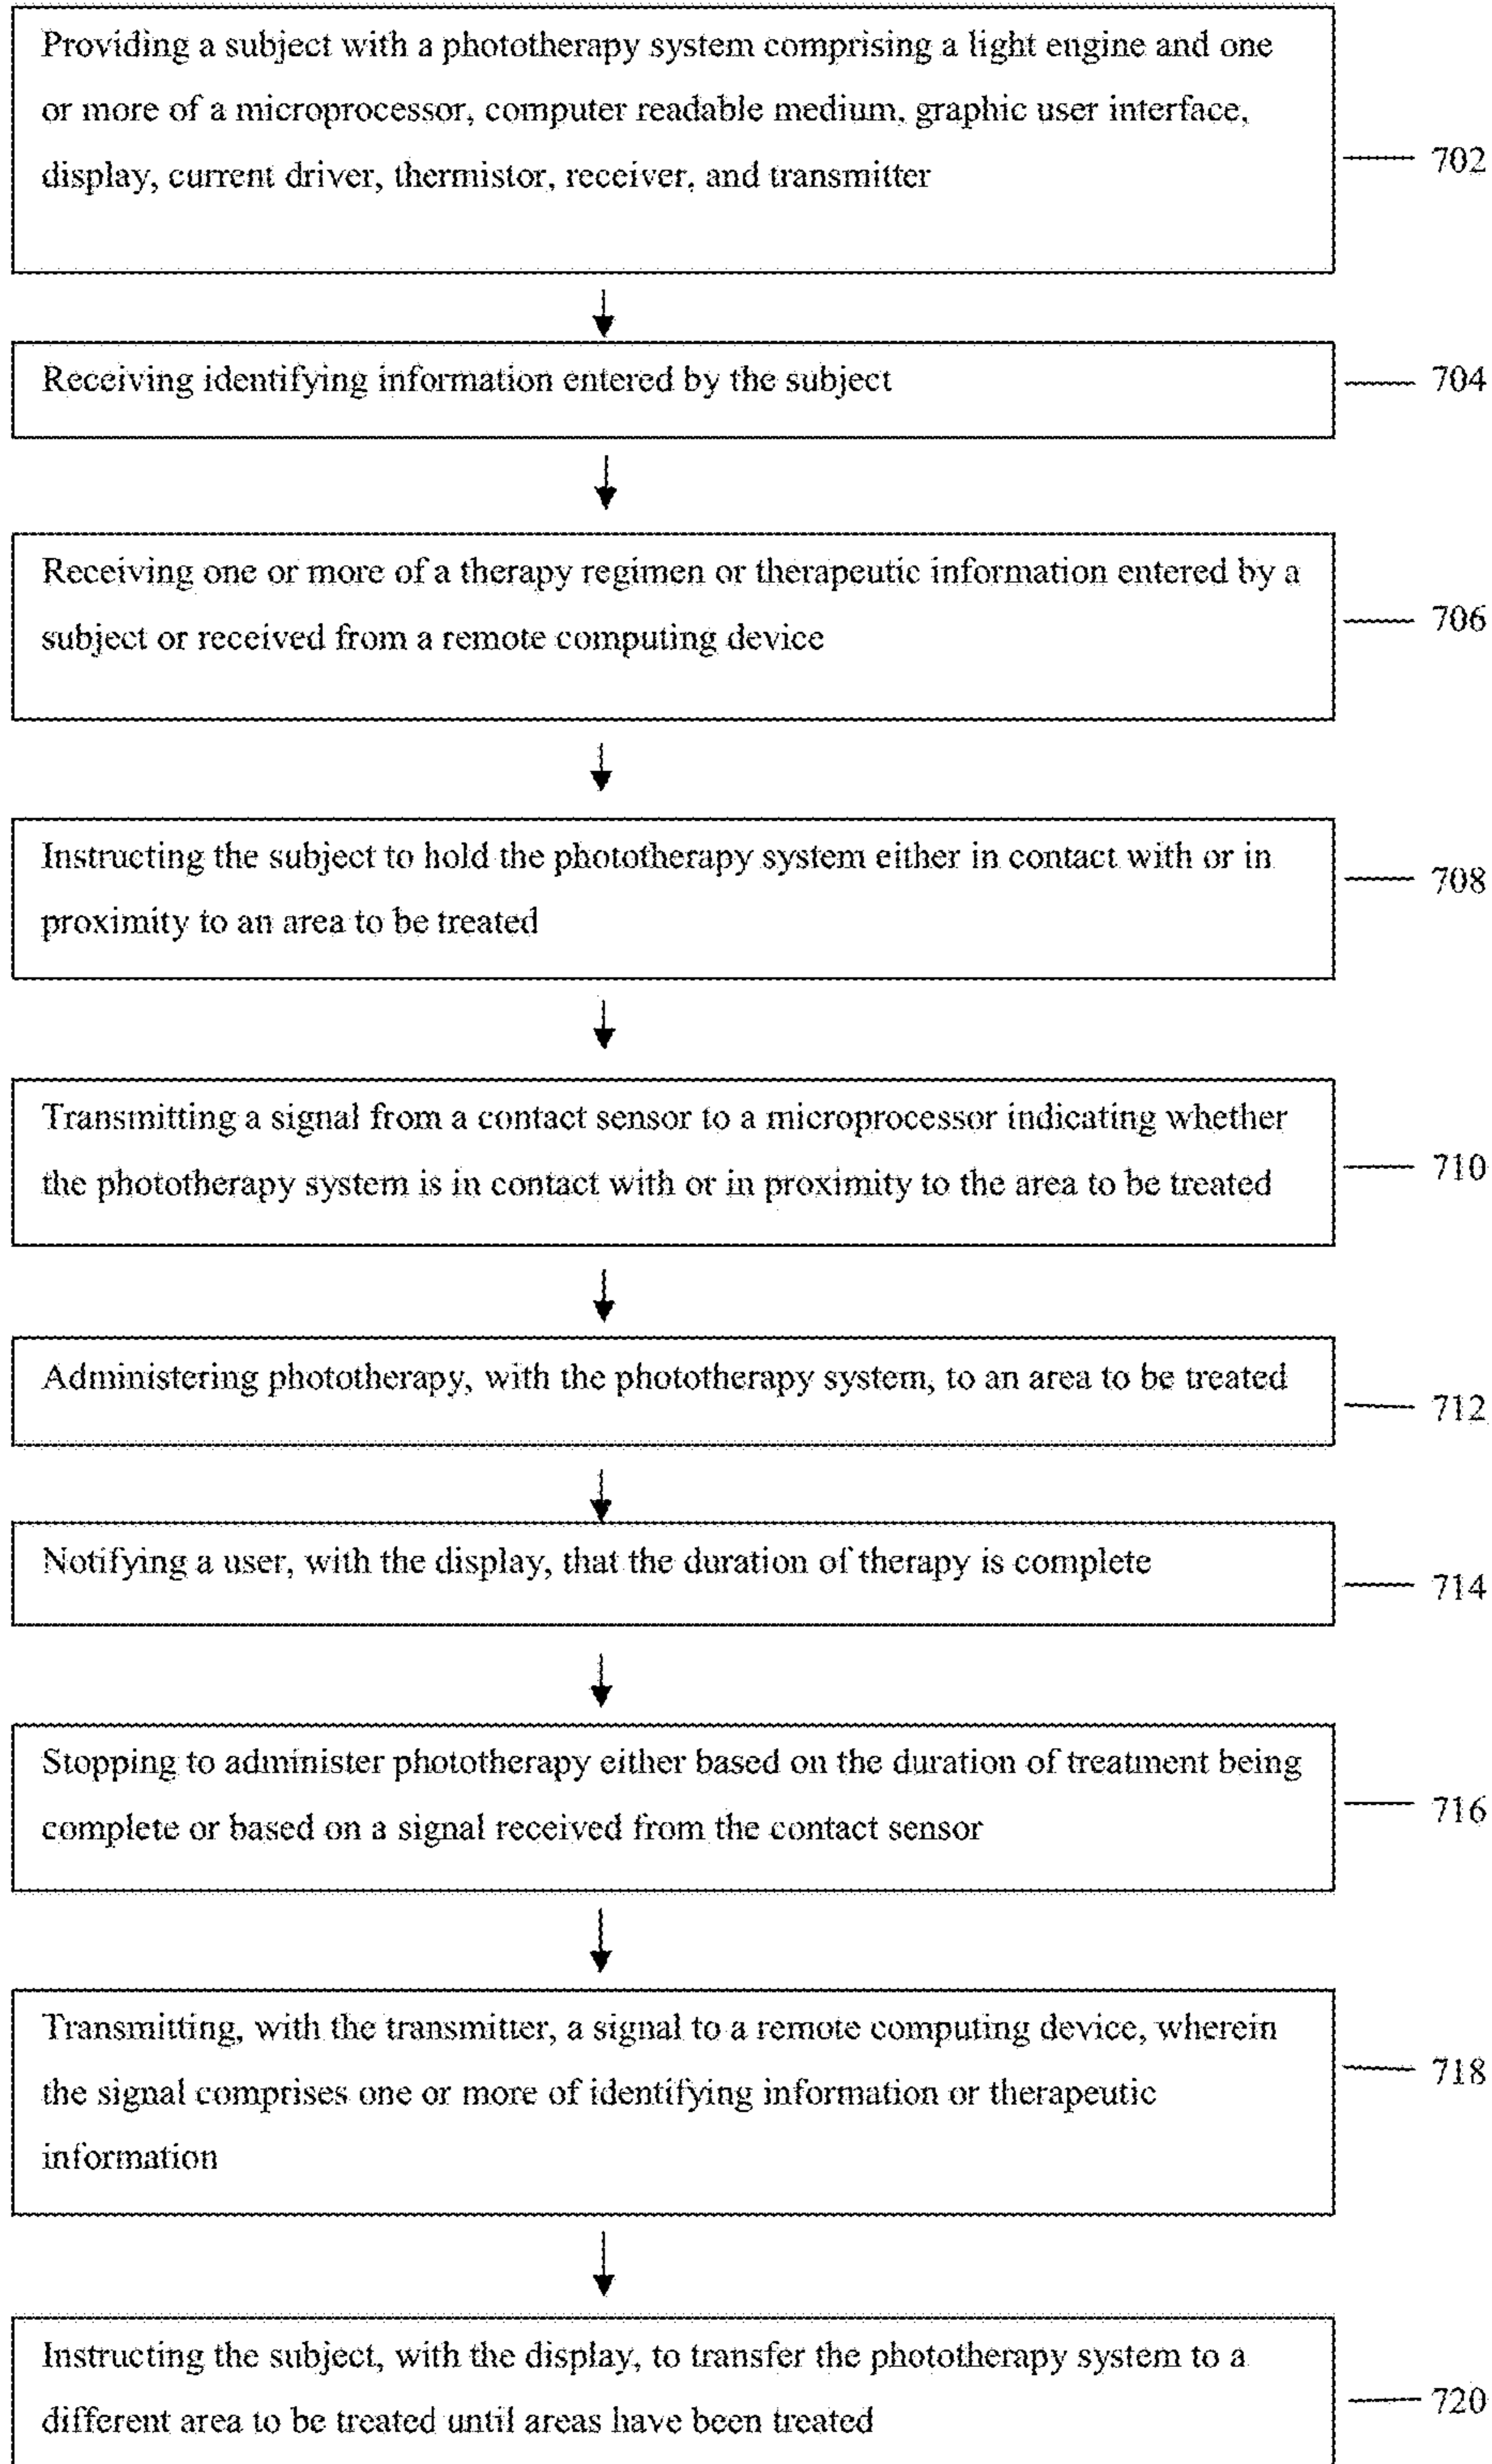 Providing a subject with a phototherapy system comprising a light engine and one
or more of a microprocessor, computer readable medium, graphic user interface,
display, current driver, thermistor, receiver, and transmitter
702
Receiving identifying information entered by the subject
704
Receiving one or more of a therapy regimen or therapeutic information entered by a
subject or received from a remote computing device
706
Instructing the subject to hold the phototherapy system either in contact with or in
proximity to an area to be treated
708
Transmitting a signal from a contact sensor to a microprocessor indicating whether
the phototherapy system is in contact with or in proximity to the area to be treated
710
Administering phototherapy, with the phototherapy system, to an area to be treated
712
Notifying a user, with the display, that the duration of therapy is complete
714
Stopping to administer phototherapy either based on the duration of treatment being
complete or based on a signal received from the contact sensor
716
Transmitting, with the transmitter, a signal to a remote computing device, wherein
the signal comprises one or more of identifying information or therapeutic
information
718
Instructing the subject, with the display, to transfer the phototherapy system to a
different area to be treated until areas have been treated
720